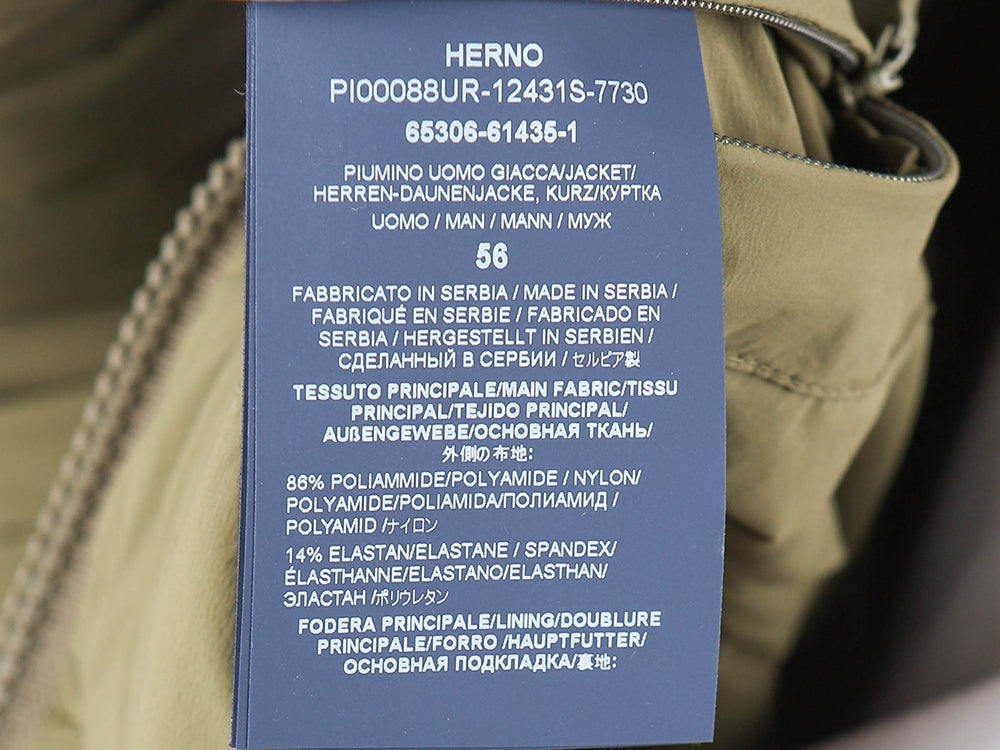 HERNO
PI00088UR-12431S-7730
65306-61435-1
PIUMINO UOMO GIACCA/JACKET/
HERREN-DAUNENJACKE, KURZ/КУРТКА
UOMO / MAN / MANN / МУЖ
56
FABBRICATO IN SERBIA / MADE IN SERBIA /
FABRIQUÉ EN SERBIE / FABRICADO EN
SERBIA / HERGESTELLT IN SERBIEN /
СДЕЛАННЫЙ В СЕРБИИ / セルビア製
TESSUTO PRINCIPALE/MAIN FABRIC/TISSU
PRINCIPAL/TEJIDO PRINCIPAL/
AUßENGEWEBE/ОСНОВНАЯ ТКАНЬ/
外側の布地:
86% POLIAMMIDE/POLYAMIDE / NYLON/
POLYAMIDE/POLIAMIDA/ПОЛИАМИД /
POLYAMID /ナイロン
14% ELASTAN/ELASTANE / SPANDEX/
ÉLASTHANNE/ELASTANO/ELASTHAN/
ЭЛАСТАН /ポリウレタン
FODERA PRINCIPALE/LINING/DOUBLURE
PRINCIPALE/FORRO /HAUPTFUTTER/
ОСНОВНАЯ ПОДКЛАДКА/裏地: